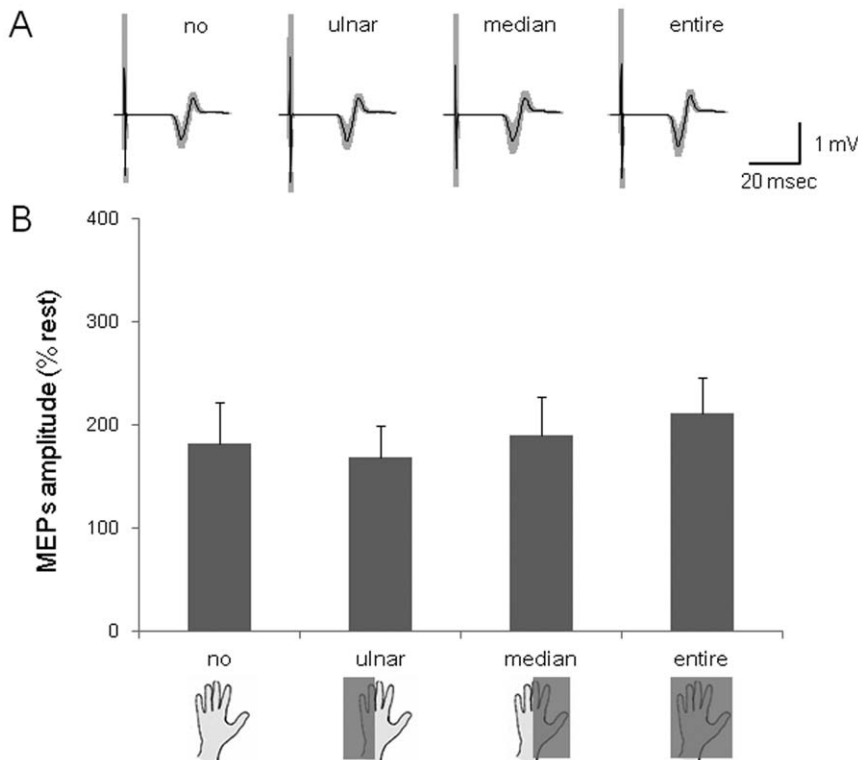 A
no ulnar median entire
1 mV
20 msec
B
MEPs amplitude (% rest)
400
300
200
100
0
no ulnar median entire